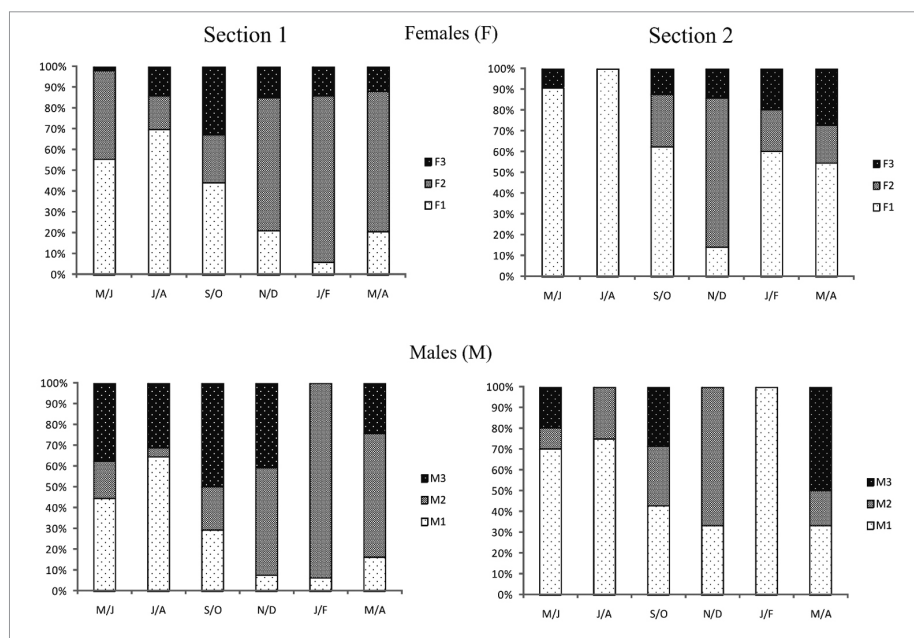 Section 1
Females (F)
Section 2
100%
90%
80%
70%
60%
50%
40%
30%
20%
10%
0%
M/J J/A S/O N/D J/F M/A
F3
F2
F1
100%
90%
80%
70%
60%
50%
40%
30%
20%
10%
0%
M/J J/A S/O N/D J/F M/A
F3
F2
F1
Males (M)
100%
90%
80%
70%
60%
50%
40%
30%
20%
10%
0%
M/J J/A S/O N/D J/F M/A
M3
M2
M1
100%
90%
80%
70%
60%
50%
40%
30%
20%
10%
0%
M/J J/A S/O N/D J/F M/A
M3
M2
M1